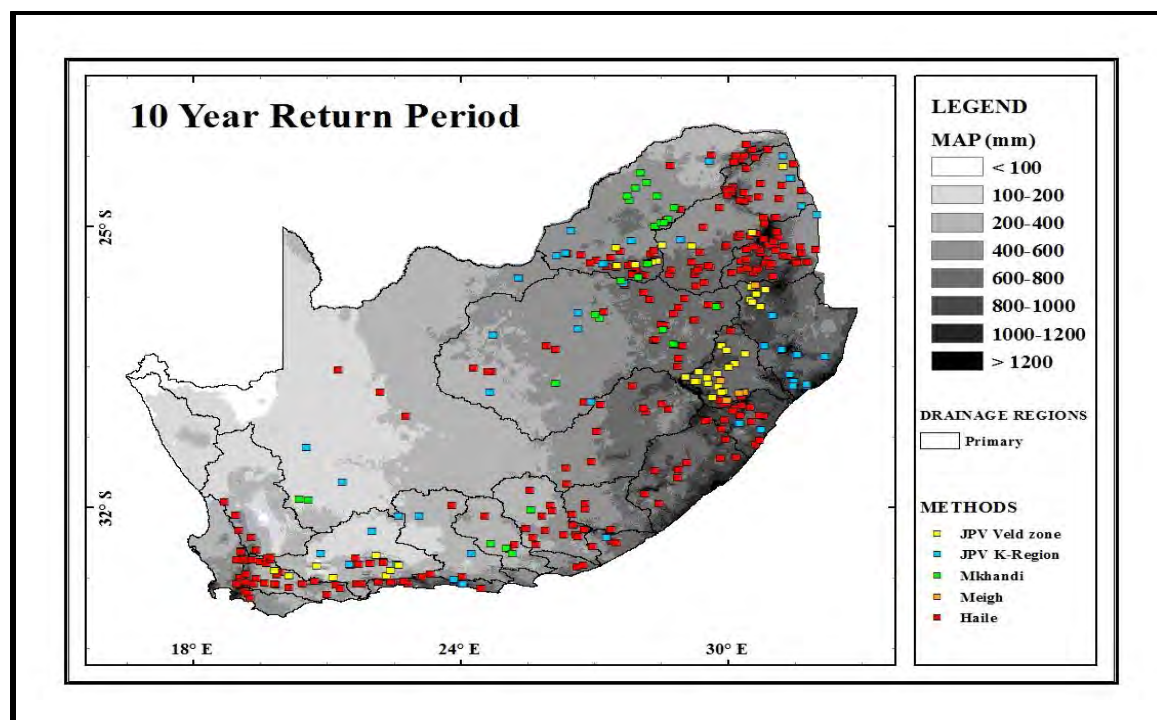 10 Year Return Period
25° S
32° S
18° E
24° E
30° E
LEGEND
MAP (mm)
< 100
100-200
200-400
400-600
600-800
800-1000
1000-1200
> 1200
DRAINAGE REGIONS
Primary
METHODS
JPV Veld zone
JPV K-Region
Mkhandi
Meigh
Haile